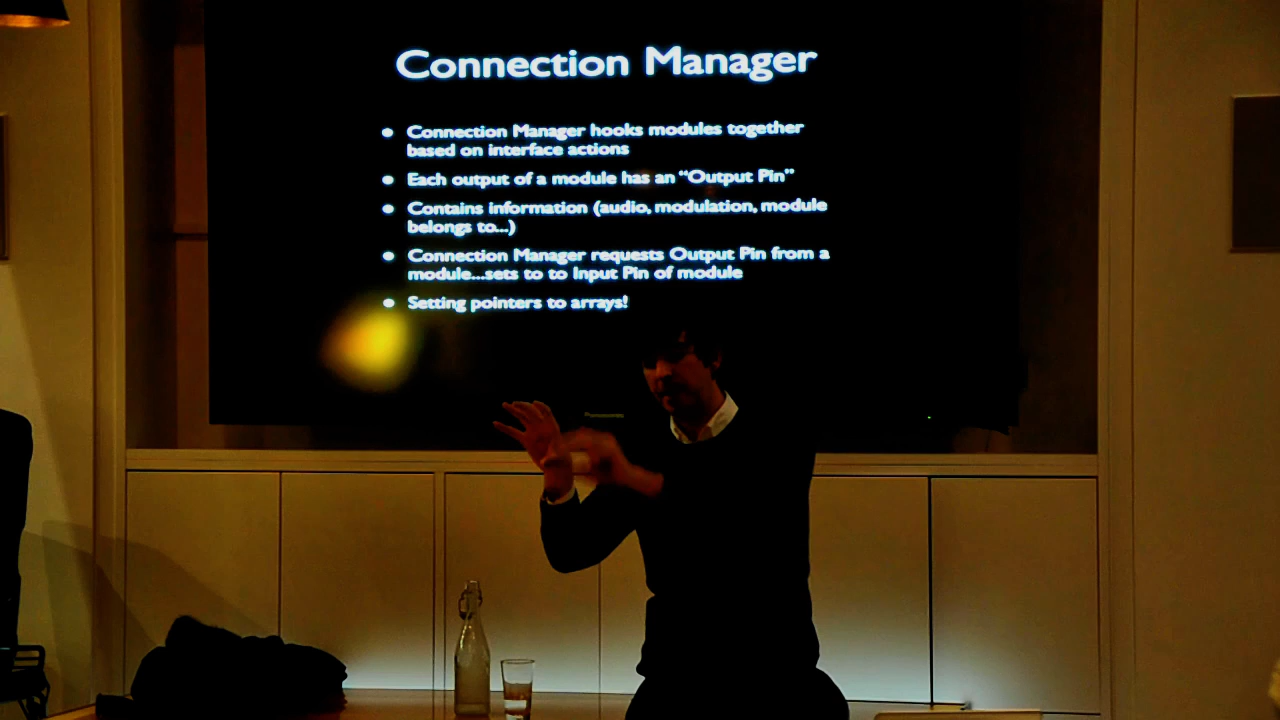 Connection Manager
• Connection Manager hooks modules together
based on interface actions
• Each output of a module has an “Output Pin”
• Contains information (audio, modulation, module
belongs to...)
• Connection Manager requests Output Pin from a
module...sets to to Input Pin of module
• Setting pointers to arrays!
Panasonic